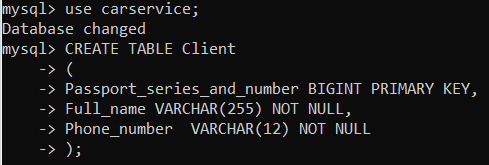 mysql> use carservice;
Database changed
mysql> CREATE TABLE Client
    -> (
    -> Passport_series_and_number BIGINT PRIMARY KEY,
    -> Full_name VARCHAR(255) NOT NULL,
    -> Phone_number  VARCHAR(12) NOT NULL
    -> );